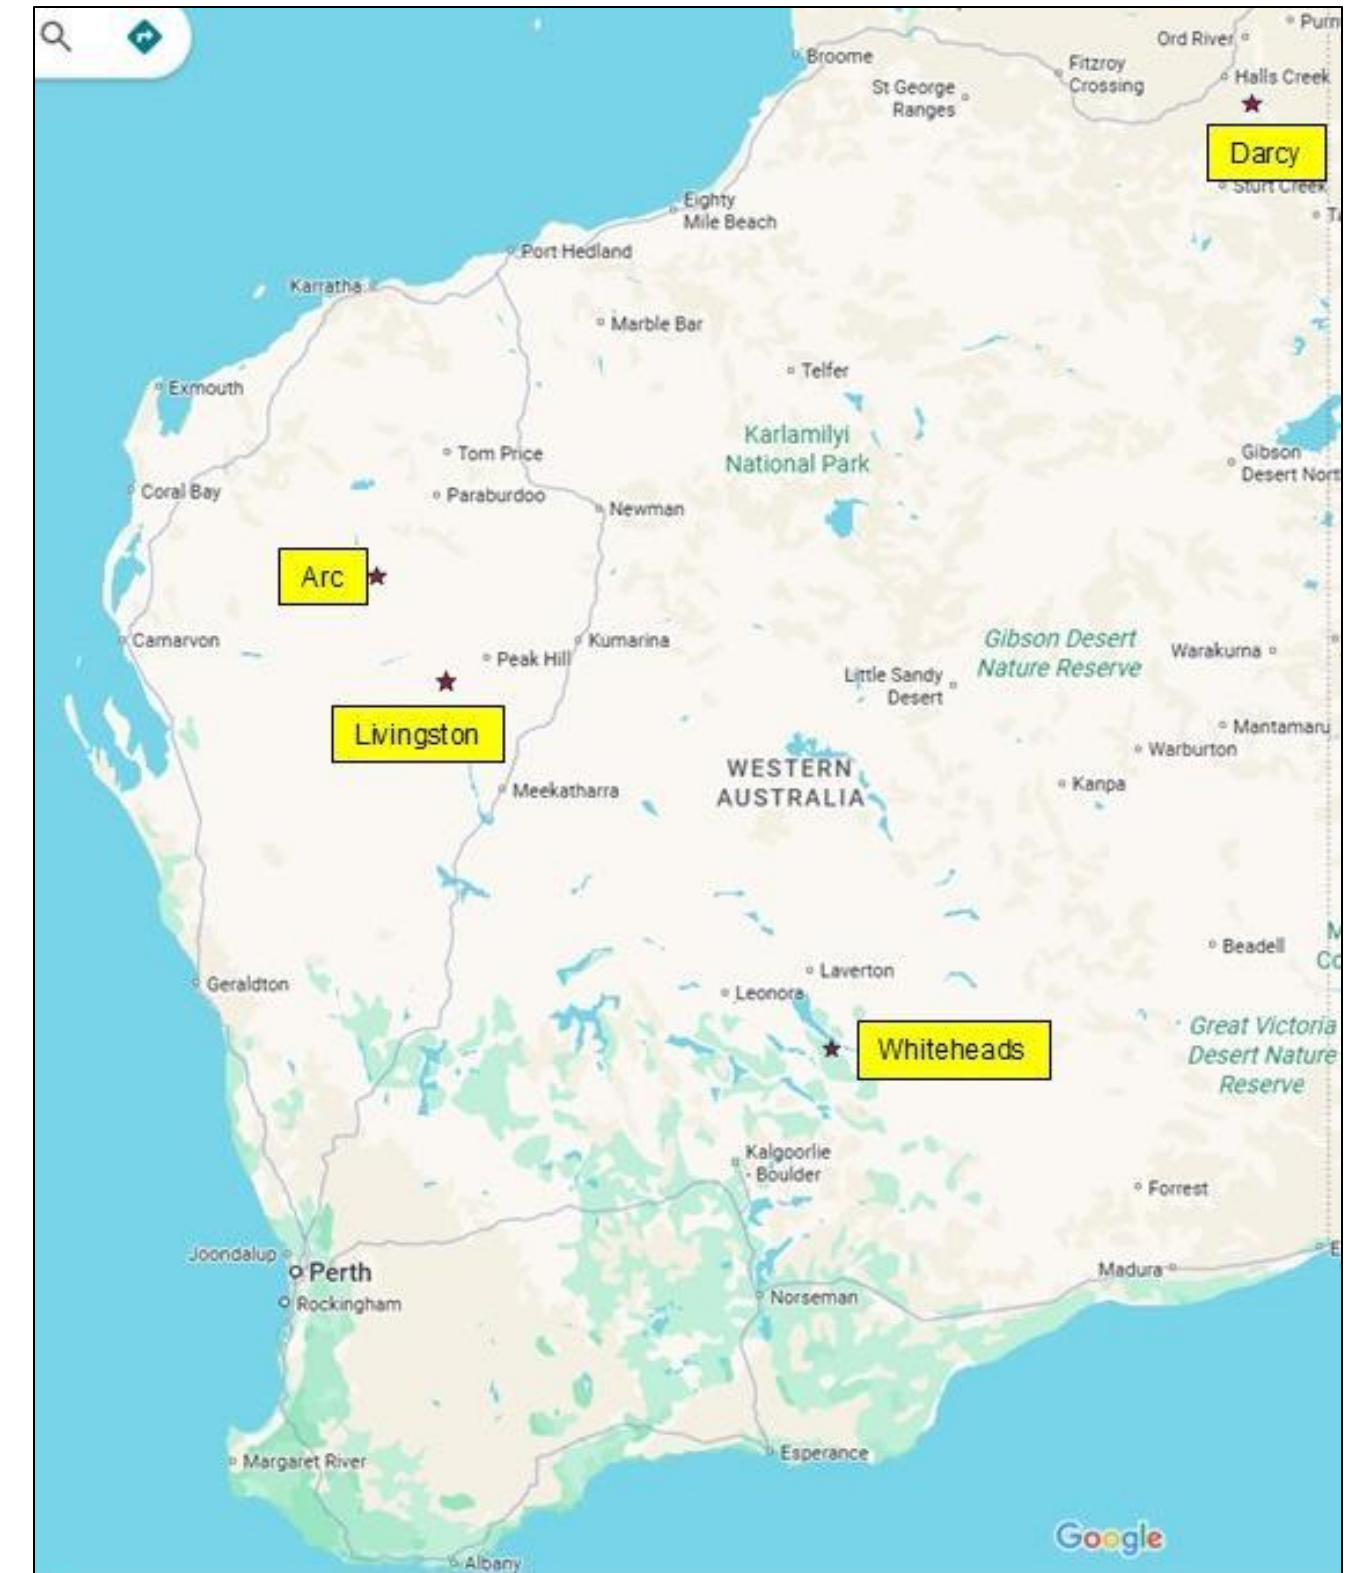 Broome
Ord River
Purn
Fitzroy
Crossing
Halls Creek
St George
Ranges
Darcy
Sturt Creek
Eighty
Mile Beach
Port Hedland
Karratha
Marble Bar
Telfer
Exmouth
Karlamilyi
National Park
Tom Price
Gibson
Desert Nort
Coral Bay
Paraburdoo
Newman
Arc
Carnarvon
Kumarina
Peak Hill
Gibson Desert
Nature Reserve
Warakurna
Little Sandy
Desert
Livingston
Mantamaru
Warburton
WESTERN
AUSTRALIA
Kanpa
Meekatharra
Beadell
Laverton
Leonora
Geraldton
Whiteheads
Great Victoria
Desert Nature
Reserve
Kalgoorlie
- Boulder
Forrest
Joondalup
Perth
Rockingham
Madura
Norseman
Esperance
Margaret River
Google
Albany